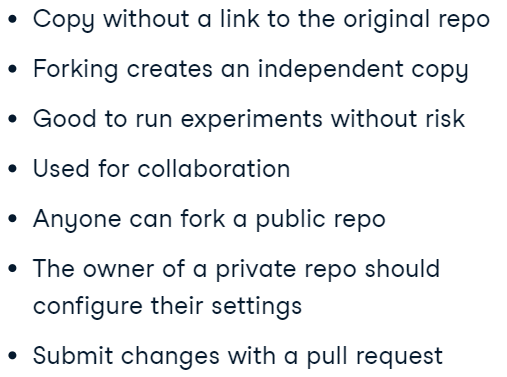 • Copy without a link to the original repo
• Forking creates an independent copy
• Good to run experiments without risk
• Used for collaboration
• Anyone can fork a public repo
• The owner of a private repo should
configure their settings
• Submit changes with a pull request